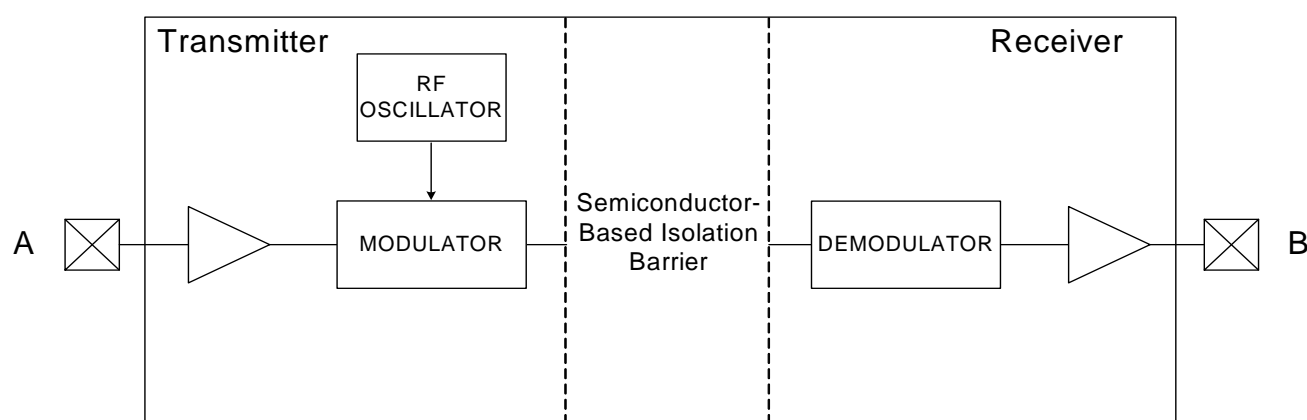 Transmitter
Receiver
RF
OSCILLATOR
A
MODULATOR
Semiconductor-
Based Isolation
Barrier
DEMODULATOR
B